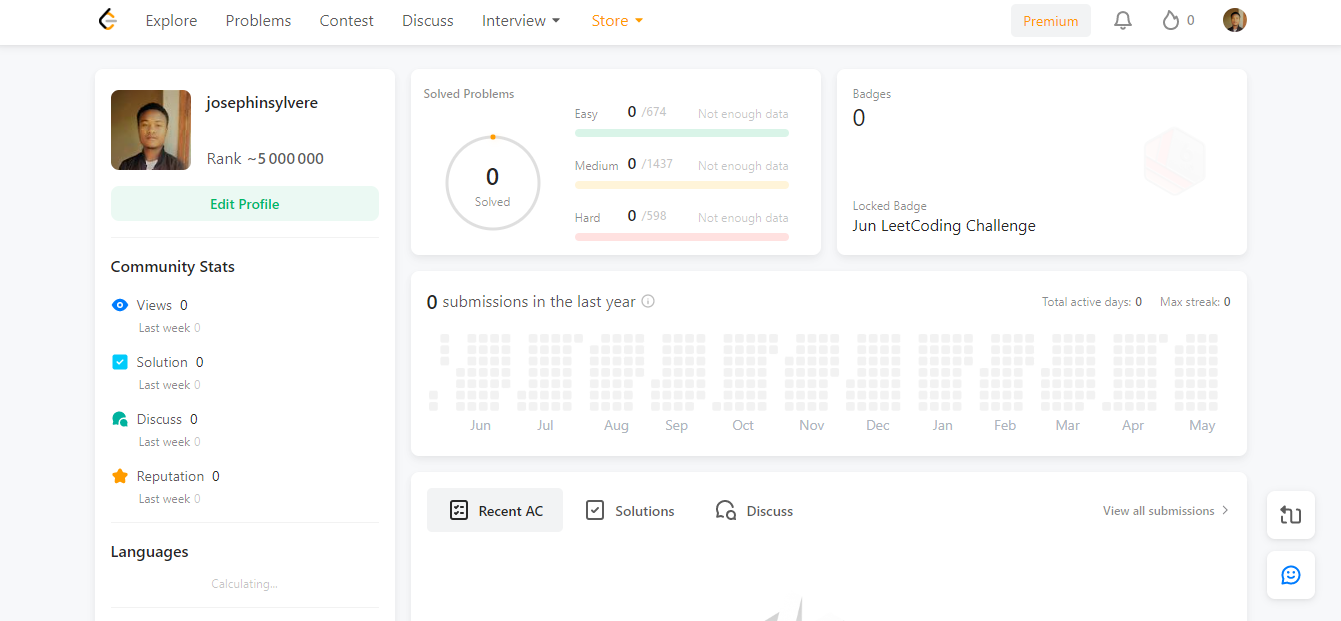 Explore Problems Contest Discuss Interview Store Premium 0
josephinsylvere
Rank ~5 000 000
Edit Profile
Community Stats
Views 0
Last week 0
Solution 0
Last week 0
Discuss 0
Last week 0
Reputation 0
Last week 0
Languages
Calculating...
Solved Problems
0
Solved
Easy 0 /674 Not enough data
Medium 0 /1437 Not enough data
Hard 0 /598 Not enough data
Badges
0
Locked Badge
Jun LeetCoding Challenge
0 submissions in the last year Total active days: 0 Max streak: 0
Jun Jul Aug Sep Oct Nov Dec Jan Feb Mar Apr May
Recent AC Solutions Discuss View all submissions